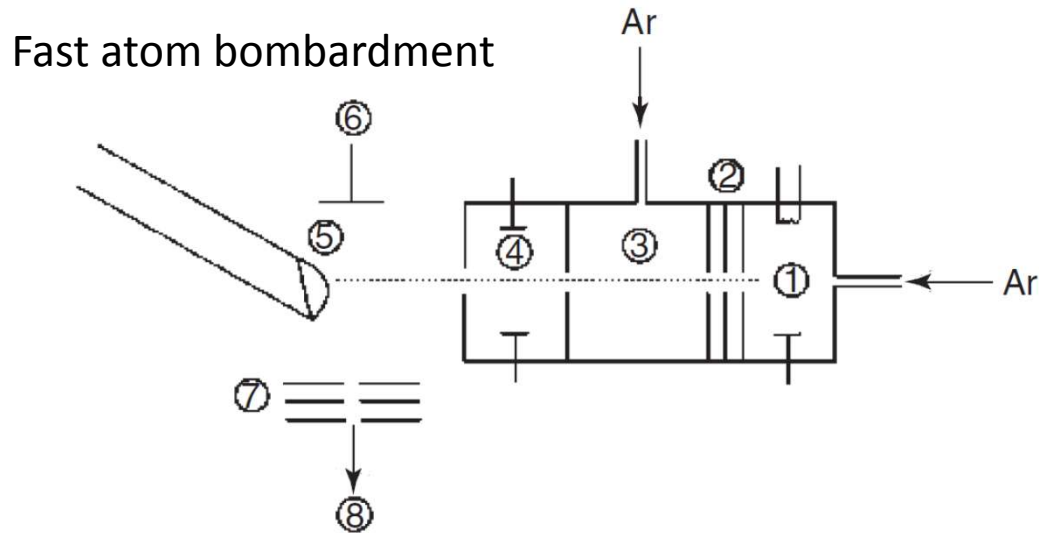 Fast atom bombardment
Ar
⑥
②
⑤
④
③
①
Ar
⑦
⑧